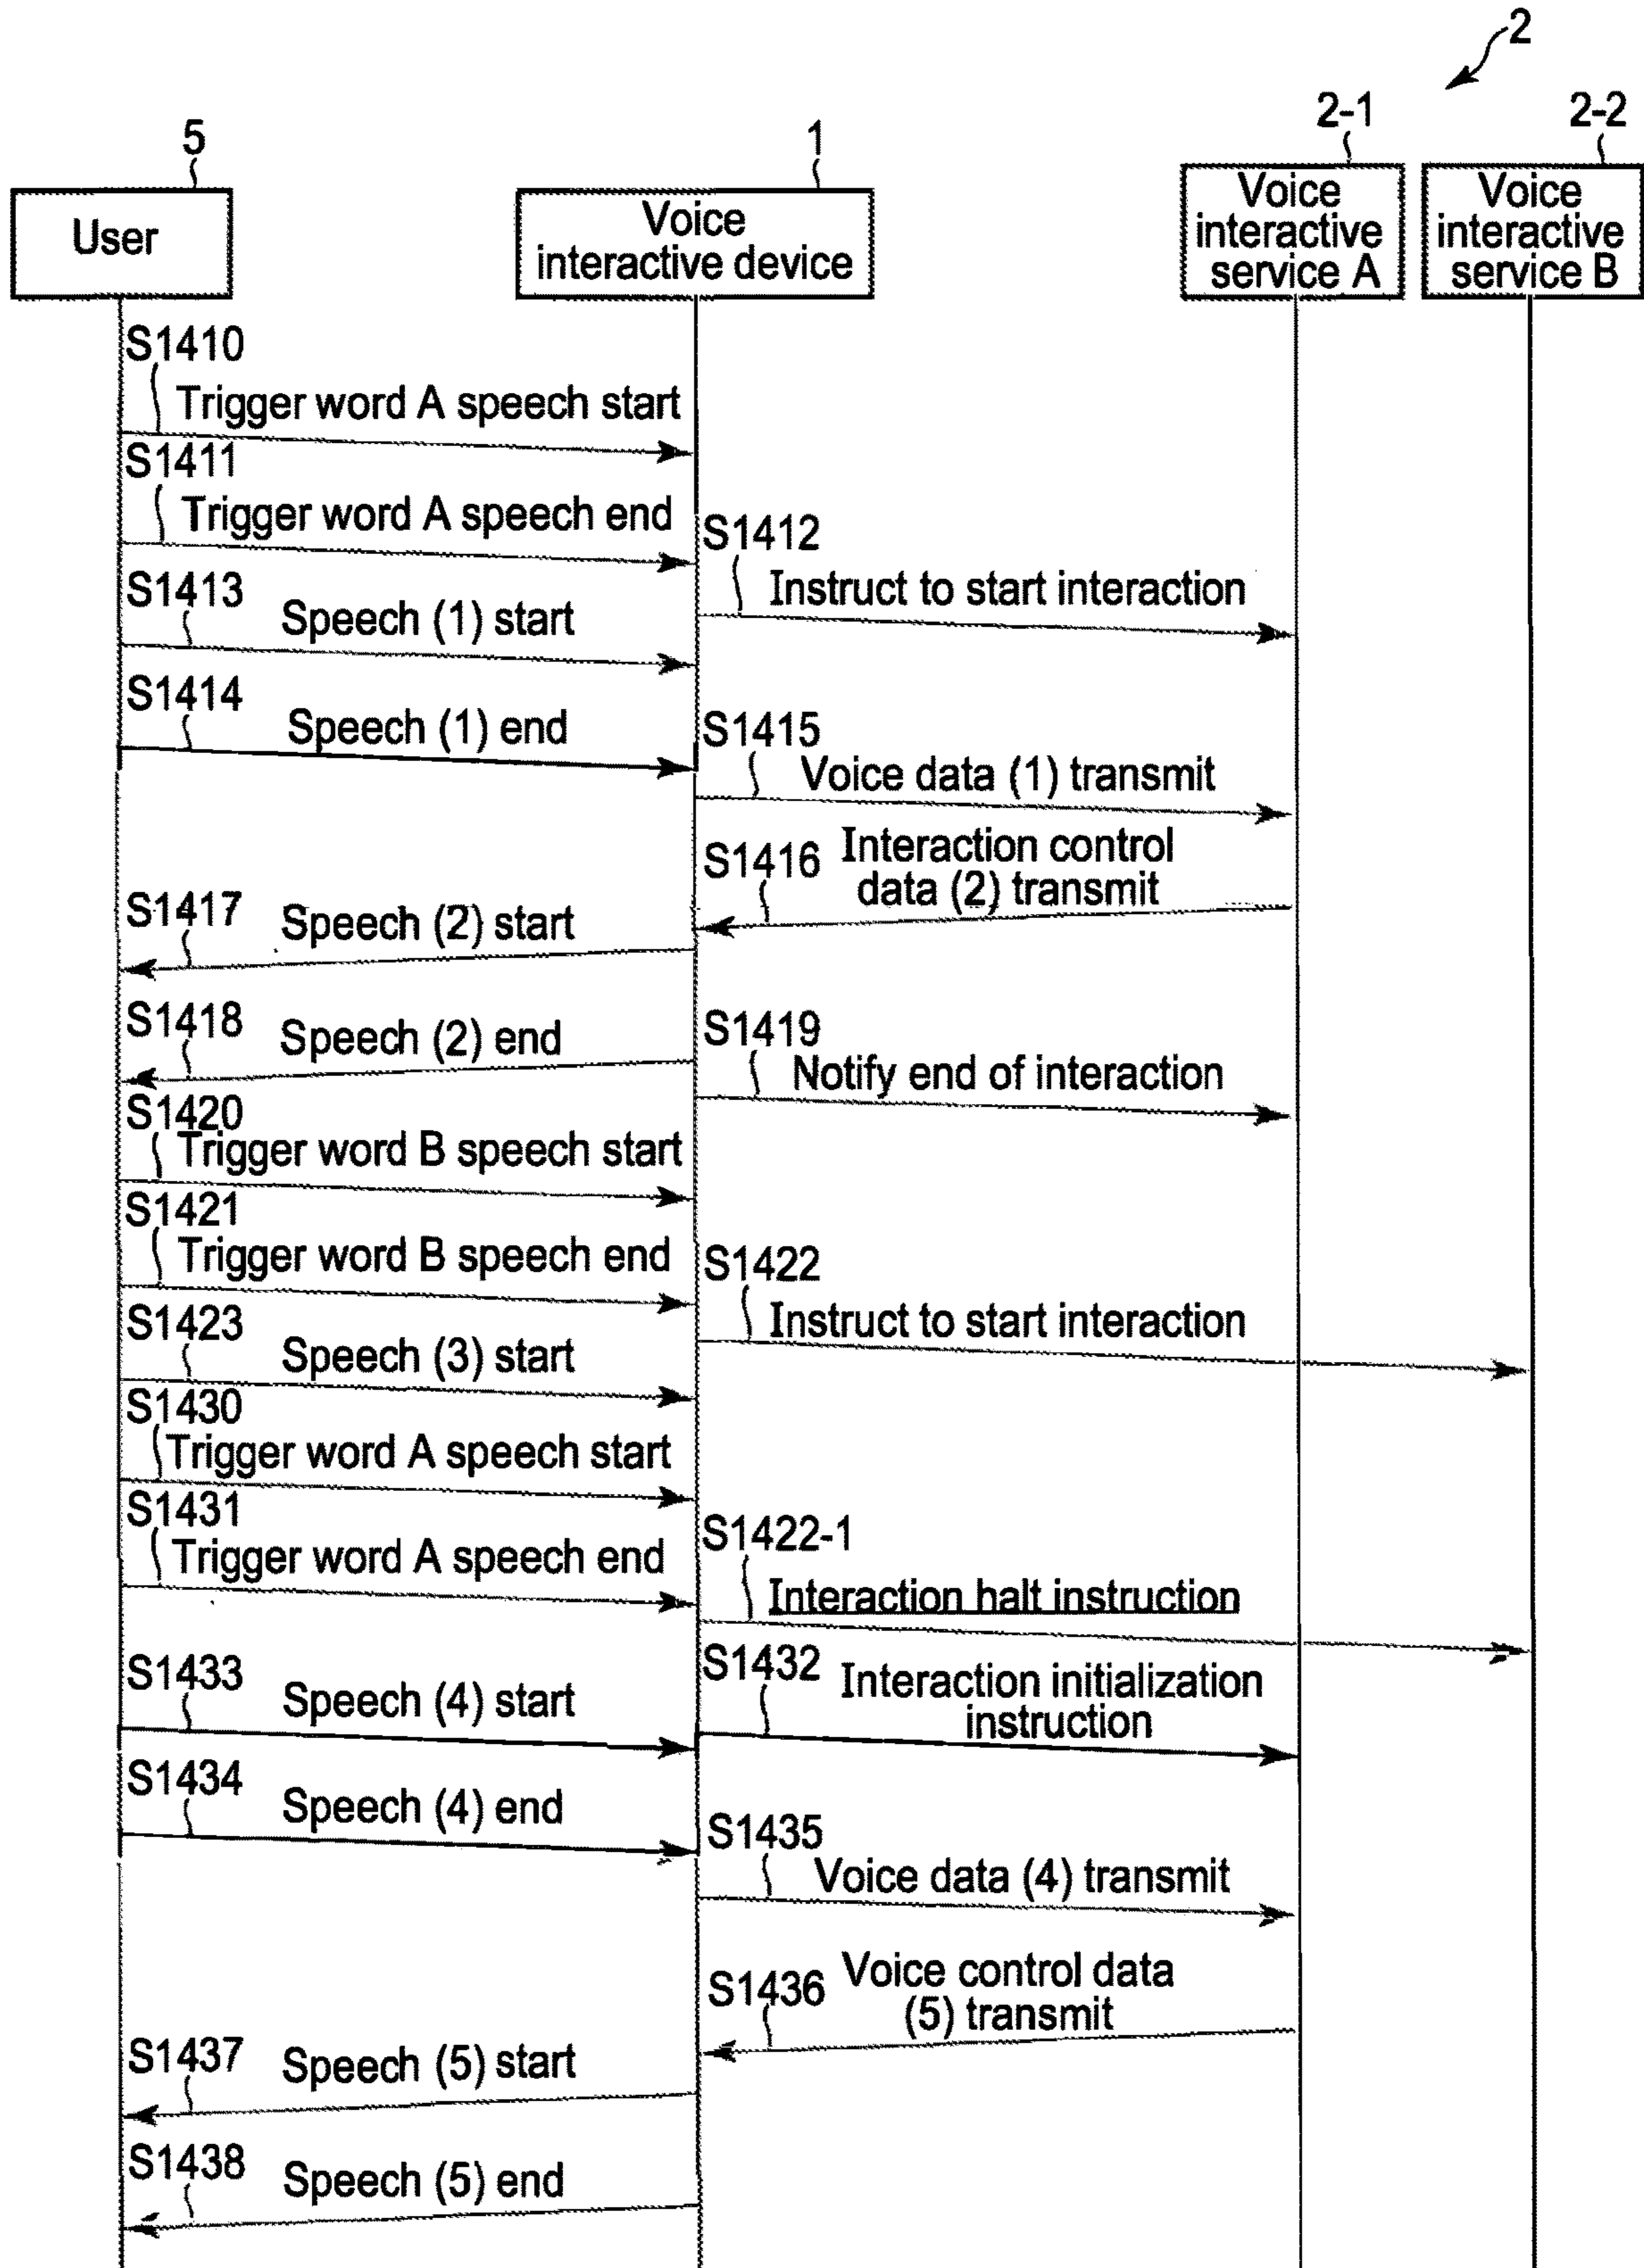 2
5
1
2-1
2-2
User
Voice
interactive device
Voice
interactive
service A
Voice
interactive
service B
S1410
Trigger word A speech start
S1411
Trigger word A speech end
S1412
Instruct to start interaction
S1413
Speech (1) start
S1414
Speech (1) end
S1415
Voice data (1) transmit
S1416
Interaction control
data (2) transmit
S1417
Speech (2) start
S1418
Speech (2) end
S1419
Notify end of interaction
S1420
Trigger word B speech start
S1421
Trigger word B speech end
S1422
Instruct to start interaction
S1423
Speech (3) start
S1430
Trigger word A speech start
S1431
Trigger word A speech end
S1422-1
Interaction halt instruction
S1433
Speech (4) start
S1432
Interaction initialization
instruction
S1434
Speech (4) end
S1435
Voice data (4) transmit
S1436
Voice control data
(5) transmit
S1437
Speech (5) start
S1438
Speech (5) end